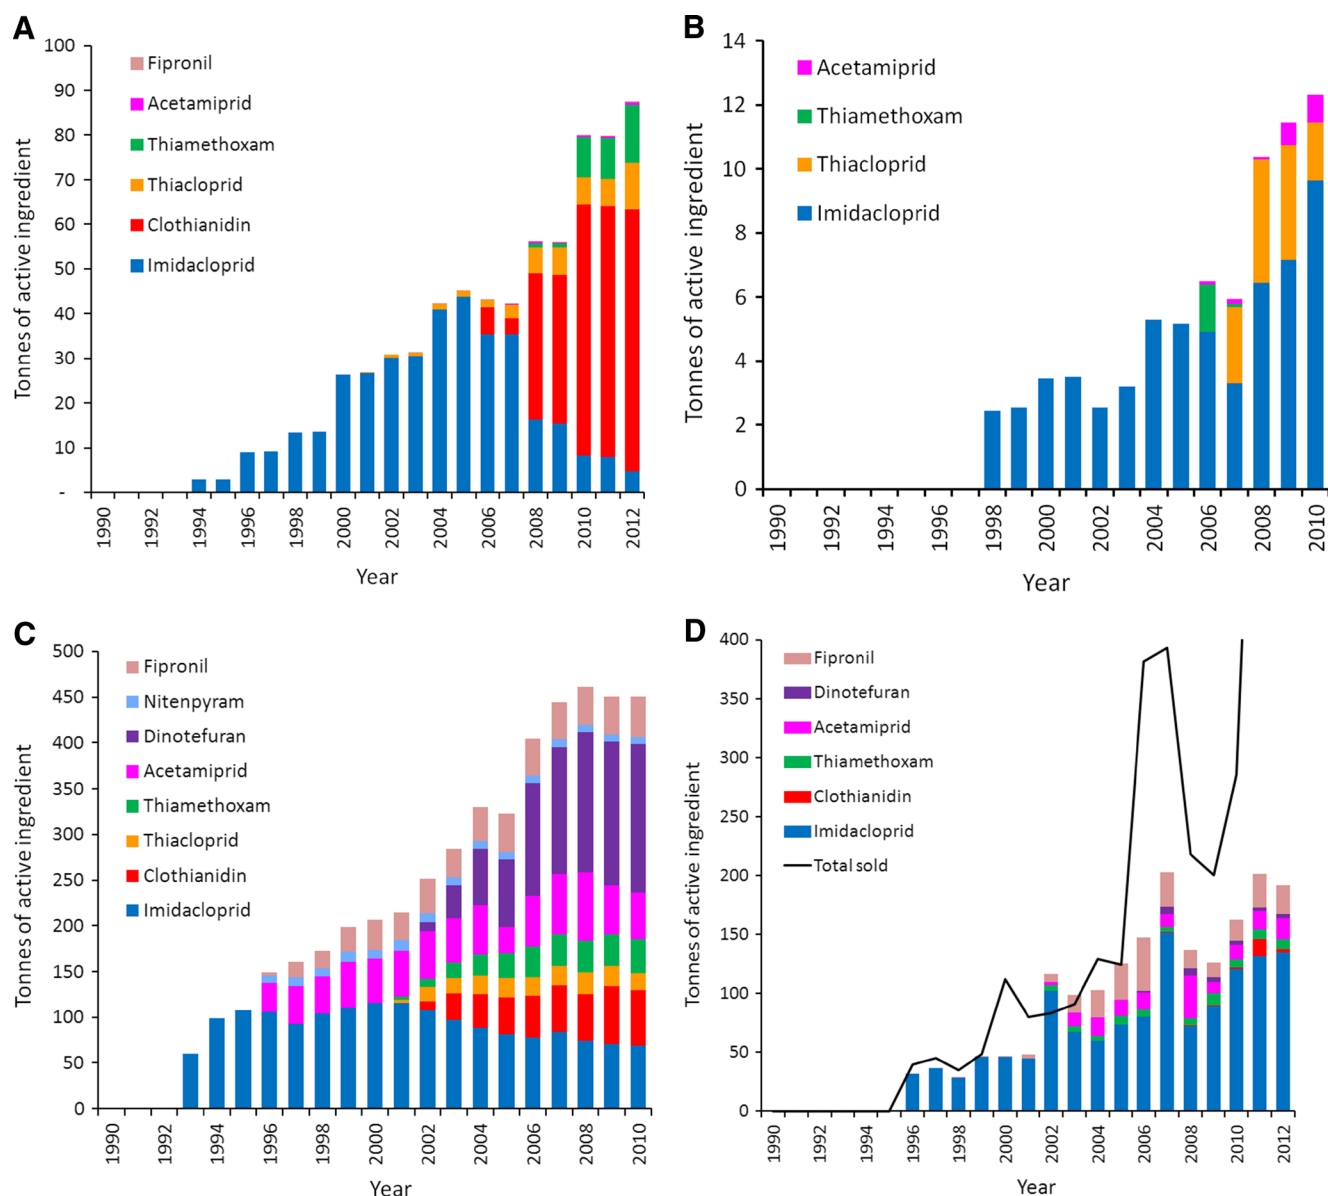 A
100
90
80
70
60
50
40
30
20
10
-
Tonnes of active ingredient
Fipronil
Acetamiprid
Thiamethoxam
Thiacloprid
Clothianidin
Imidacloprid
1990
1992
1994
1996
1998
2000
2002
2004
2006
2008
2010
2012
Year
B
14
12
10
8
6
4
2
0
Tonnes of active ingredient
Acetamiprid
Thiamethoxam
Thiacloprid
Imidacloprid
1990
1992
1994
1996
1998
2000
2002
2004
2006
2008
2010
Year
C
500
450
400
350
300
250
200
150
100
50
0
Tonnes of active ingredient
Fipronil
Nitenpyram
Dinotefuran
Acetamiprid
Thiamethoxam
Thiacloprid
Clothianidin
Imidacloprid
1990
1992
1994
1996
1998
2000
2002
2004
2006
2008
2010
Year
D
400
350
300
250
200
150
100
50
0
Tonnes of active ingredient
Fipronil
Dinotefuran
Acetamiprid
Thiamethoxam
Clothianidin
Imidacloprid
Total sold
1990
1992
1994
1996
1998
2000
2002
2004
2006
2008
2010
2012
Year